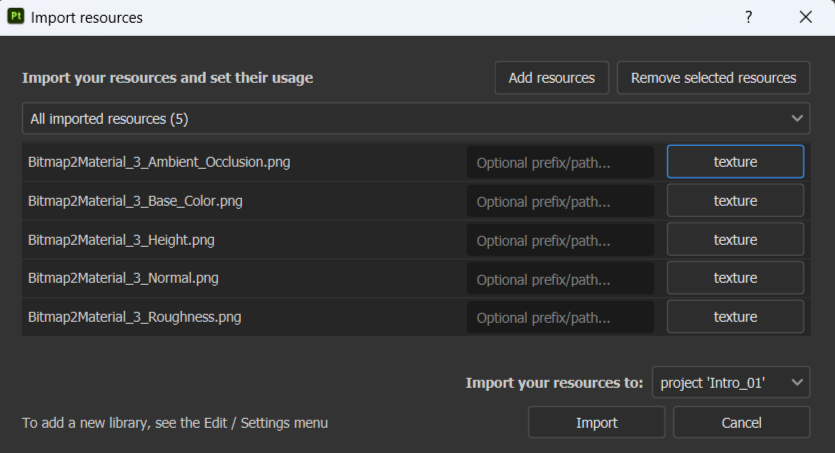 Pt Import resources ?
Import your resources and set their usage Add resources Remove selected resources
All imported resources (5)
Bitmap2Material_3_Ambient_Occlusion.png Optional prefix/path... texture
Bitmap2Material_3_Base_Color.png Optional prefix/path... texture
Bitmap2Material_3_Height.png Optional prefix/path... texture
Bitmap2Material_3_Normal.png Optional prefix/path... texture
Bitmap2Material_3_Roughness.png Optional prefix/path... texture
Import your resources to: project 'Intro_01'
To add a new library, see the Edit / Settings menu Import Cancel